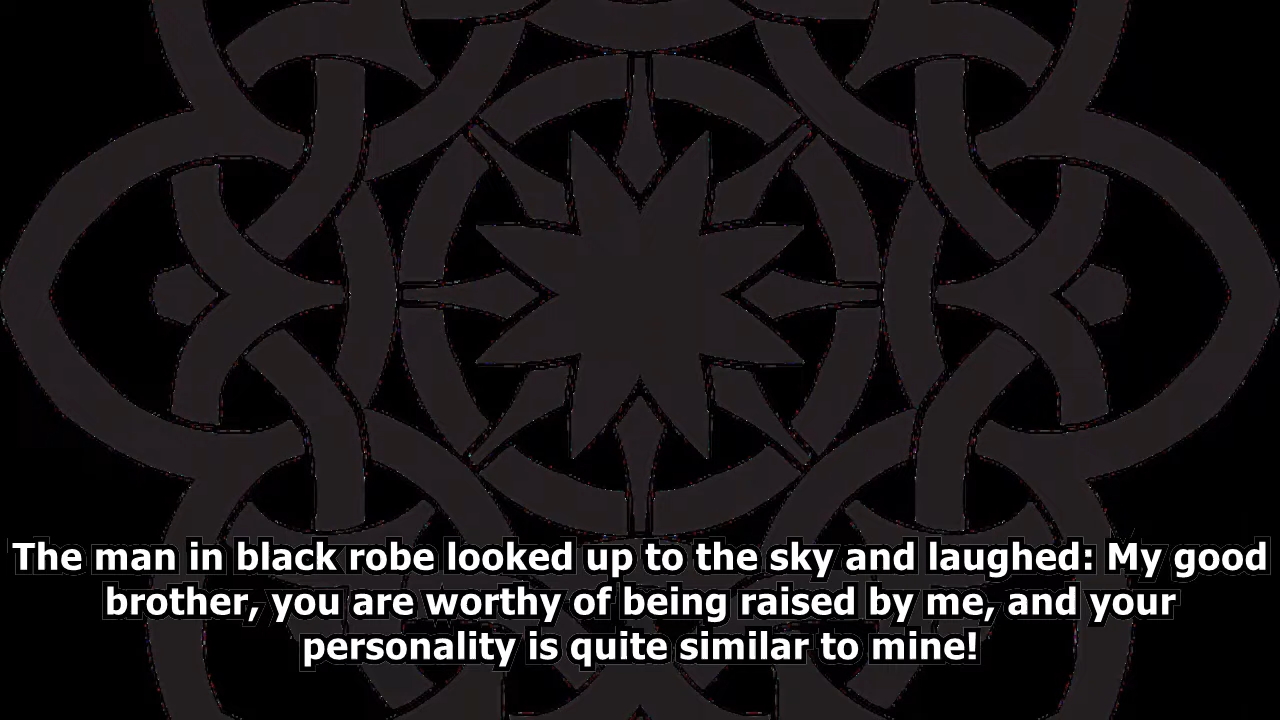 The man in black robe looked up to the sky and laughed: My good
brother, you are worthy of being raised by me, and your
personality is quite similar to mine!